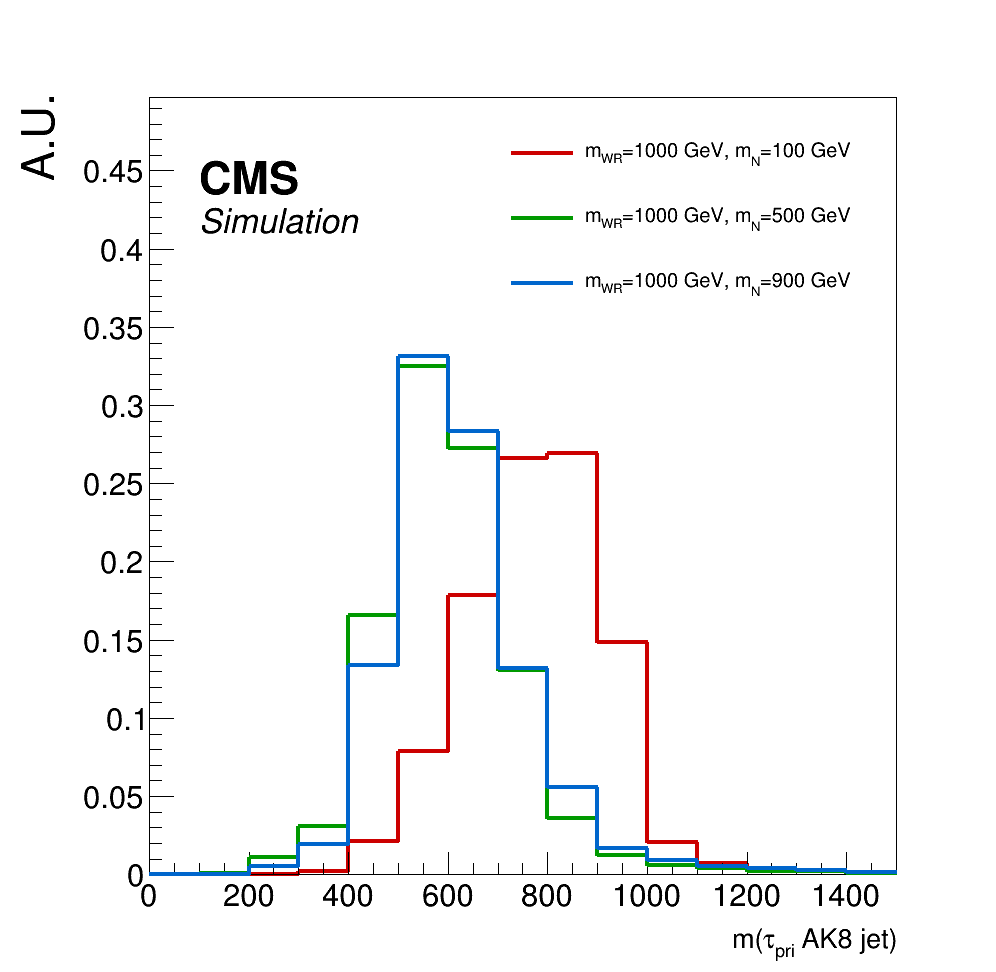 A.U.
CMS
Simulation
m_WR=1000 GeV, m_N=100 GeV
m_WR=1000 GeV, m_N=500 GeV
m_WR=1000 GeV, m_N=900 GeV
0.45
0.4
0.35
0.3
0.25
0.2
0.15
0.1
0.05
0
0 200 400 600 800 1000 1200 1400
m(τ_pri AK8 jet)